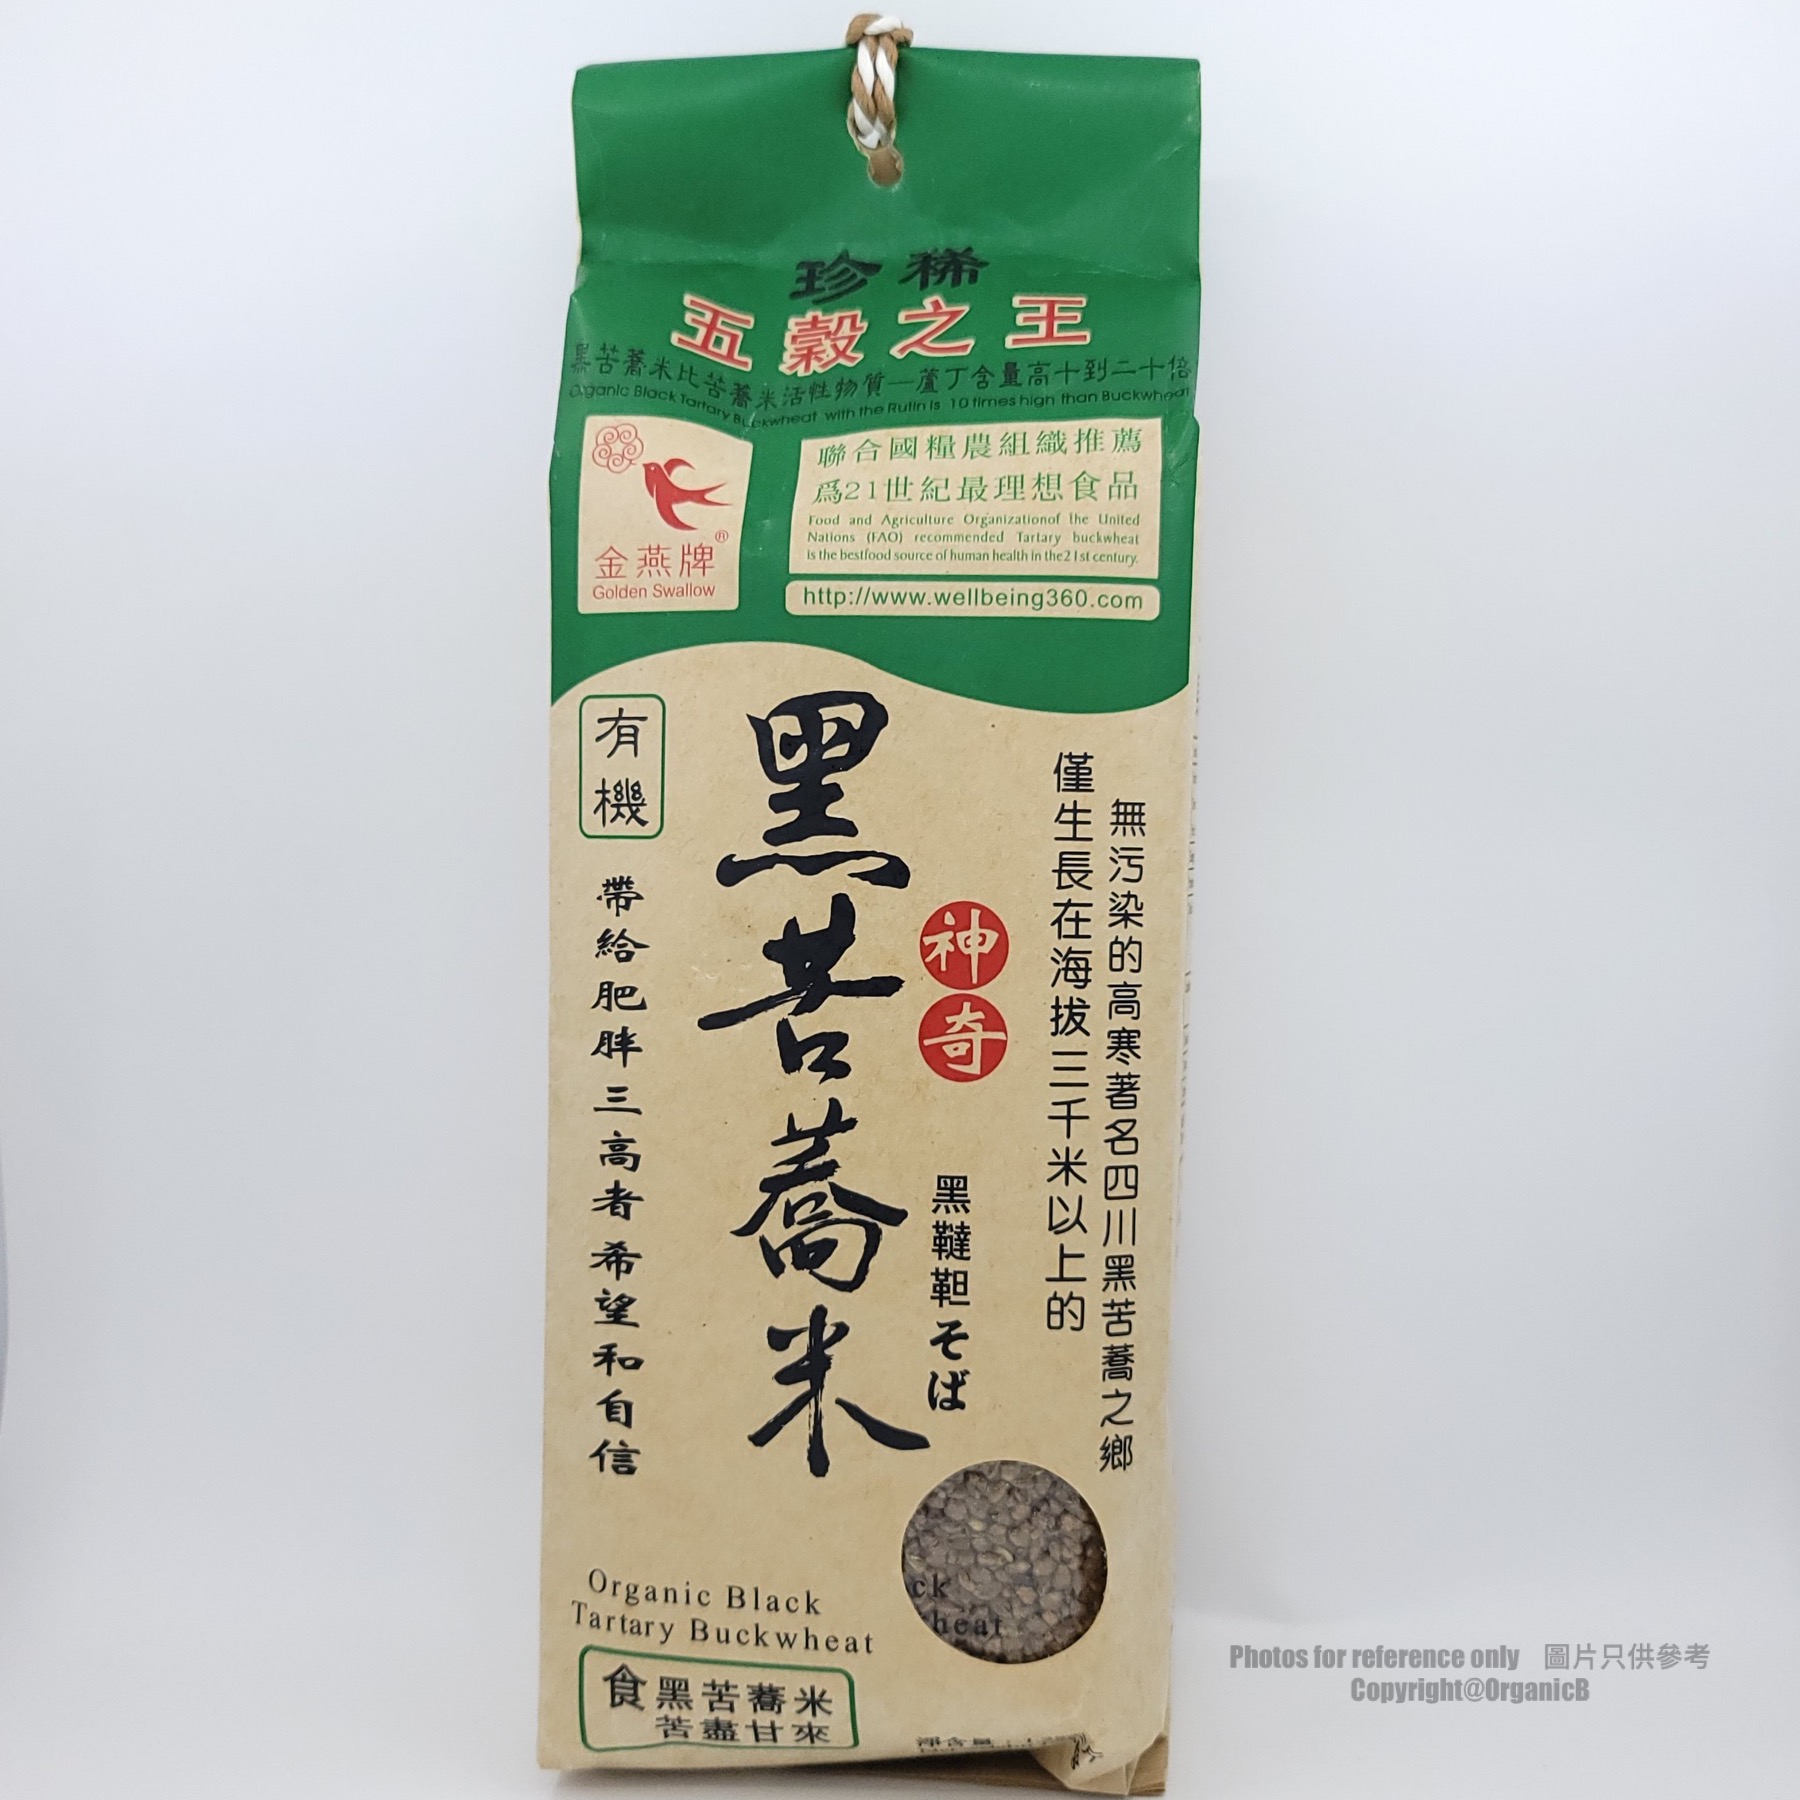 珍稀
五穀之王
黑苦蕎米比苦蕎米活性物質—蘆丁含量高十到二十倍
Organic Black Tartary Buckwheat with the Rutin is 10 times high than Buckwheat
金燕牌®
Golden Swallow
聯合國糧農組織推薦
爲21世紀最理想食品
Food and Agriculture Organizationof the United
Nations (FAO) recommended Tartary buckwheat
is the bestfood source of human health in the21st century.
http://www.wellbeing360.com
無污染的高寒著名四川黑苦蕎之鄉
僅生長在海拔三千米以上的
神奇
黑韃靼そば
黑苦蕎米
有機
帶給肥胖三高者希望和自信
Organic Black
Tartary Buckwheat
ck
heat
食黑苦蕎米
苦盡甘來
淨含量
Photos for reference only 圖片只供參考
Copyright@OrganicB